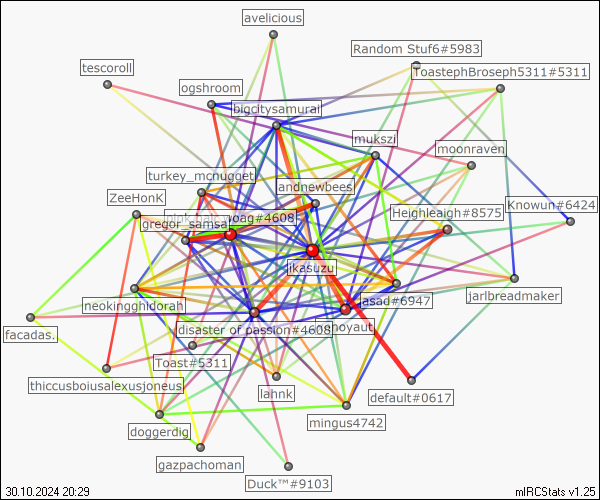 avelicious
Random Stuf6#5983
tescoroll
ToastephBroseph5311#5311
ogshroom
bigcitysamurai
mukszi
moonraven
turkey_mcnugget
andnewbees
ZeeHonK
Knowun#6424
Heighleaigh#8575
oag#4608
gregor_samsa
ikasuzu
jarlbreadmaker
neokingghidorah
asad#6947
facadas.
disaster of passion#4608
noyaut
Toast#5311
thiccusboiusalexusjoneus
lahnk
default#0617
mingus4742
doggerdig
gazpachoman
Duck™#9103
30.10.2024 20:29
mIRCStats v1.25